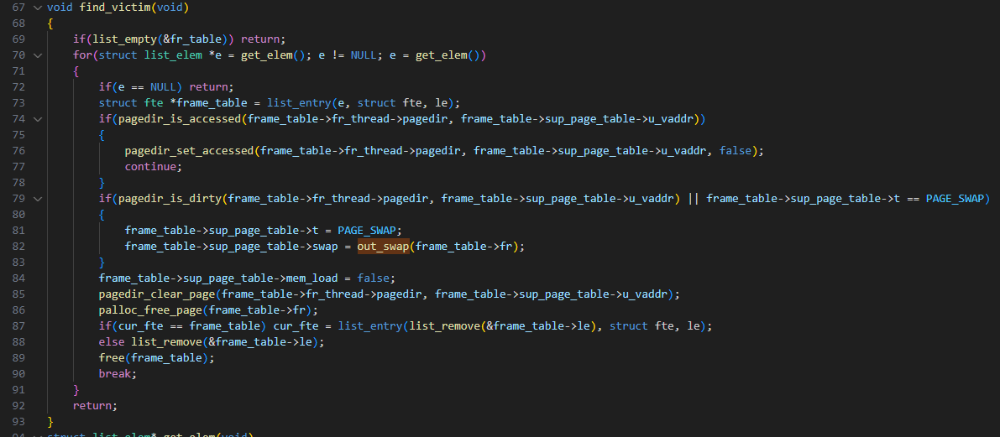 67 void find_victim(void)
68 {
69     if(list_empty(&fr_table)) return;
70     for(struct list_elem *e = get_elem(); e != NULL; e = get_elem())
71     {
72         if(e == NULL) return;
73         struct fte *frame_table = list_entry(e, struct fte, le);
74         if(pagedir_is_accessed(frame_table->fr_thread->pagedir, frame_table->sup_page_table->u_vaddr))
75         {
76             pagedir_set_accessed(frame_table->fr_thread->pagedir, frame_table->sup_page_table->u_vaddr, false);
77             continue;
78         }
79         if(pagedir_is_dirty(frame_table->fr_thread->pagedir, frame_table->sup_page_table->u_vaddr) || frame_table->sup_page_table->t == PAGE_SWAP)
80         {
81             frame_table->sup_page_table->t = PAGE_SWAP;
82             frame_table->sup_page_table->swap = out_swap(frame_table->fr);
83         }
84         frame_table->sup_page_table->mem_load = false;
85         pagedir_clear_page(frame_table->fr_thread->pagedir, frame_table->sup_page_table->u_vaddr);
86         palloc_free_page(frame_table->fr);
87         if(cur_fte == frame_table) cur_fte = list_entry(list_remove(&frame_table->le), struct fte, le);
88         else list_remove(&frame_table->le);
89         free(frame_table);
90         break;
91     }
92     return;
93 }
94 struct list_elem* get_elem(void)